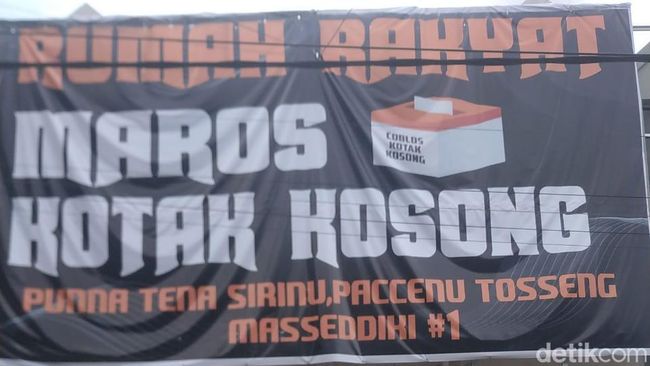 RUMAH RAKYAT
MAROS
COBLOS
KOTAK
KOSONG
KOTAK KOSONG
PUNNA TENA SIRINU,PACCENU TOSSENG
MASSEDDIKI #1
detikcom